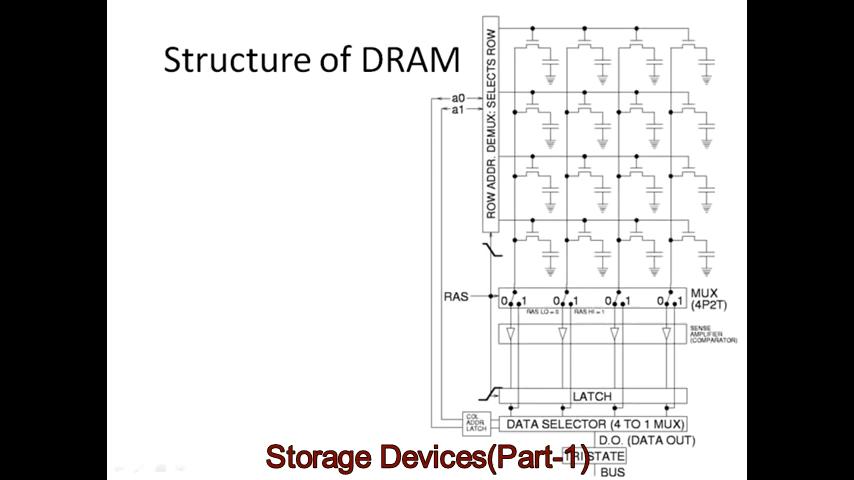 Structure of DRAM
ROW ADDR. DEMUX: SELECTS ROW
a0
a1
RAS
0 1 0 1 0 1 0 1
MUX
(4P2T)
RAS LO = 0 RAS HI = 1
SENSE
AMPLIFIER
(COMPARATOR)
LATCH
COL
ADDR
LATCH
DATA SELECTOR (4 TO 1 MUX)
D.O. (DATA OUT)
Storage Devices(Part-1)
TRISTATE
BUS